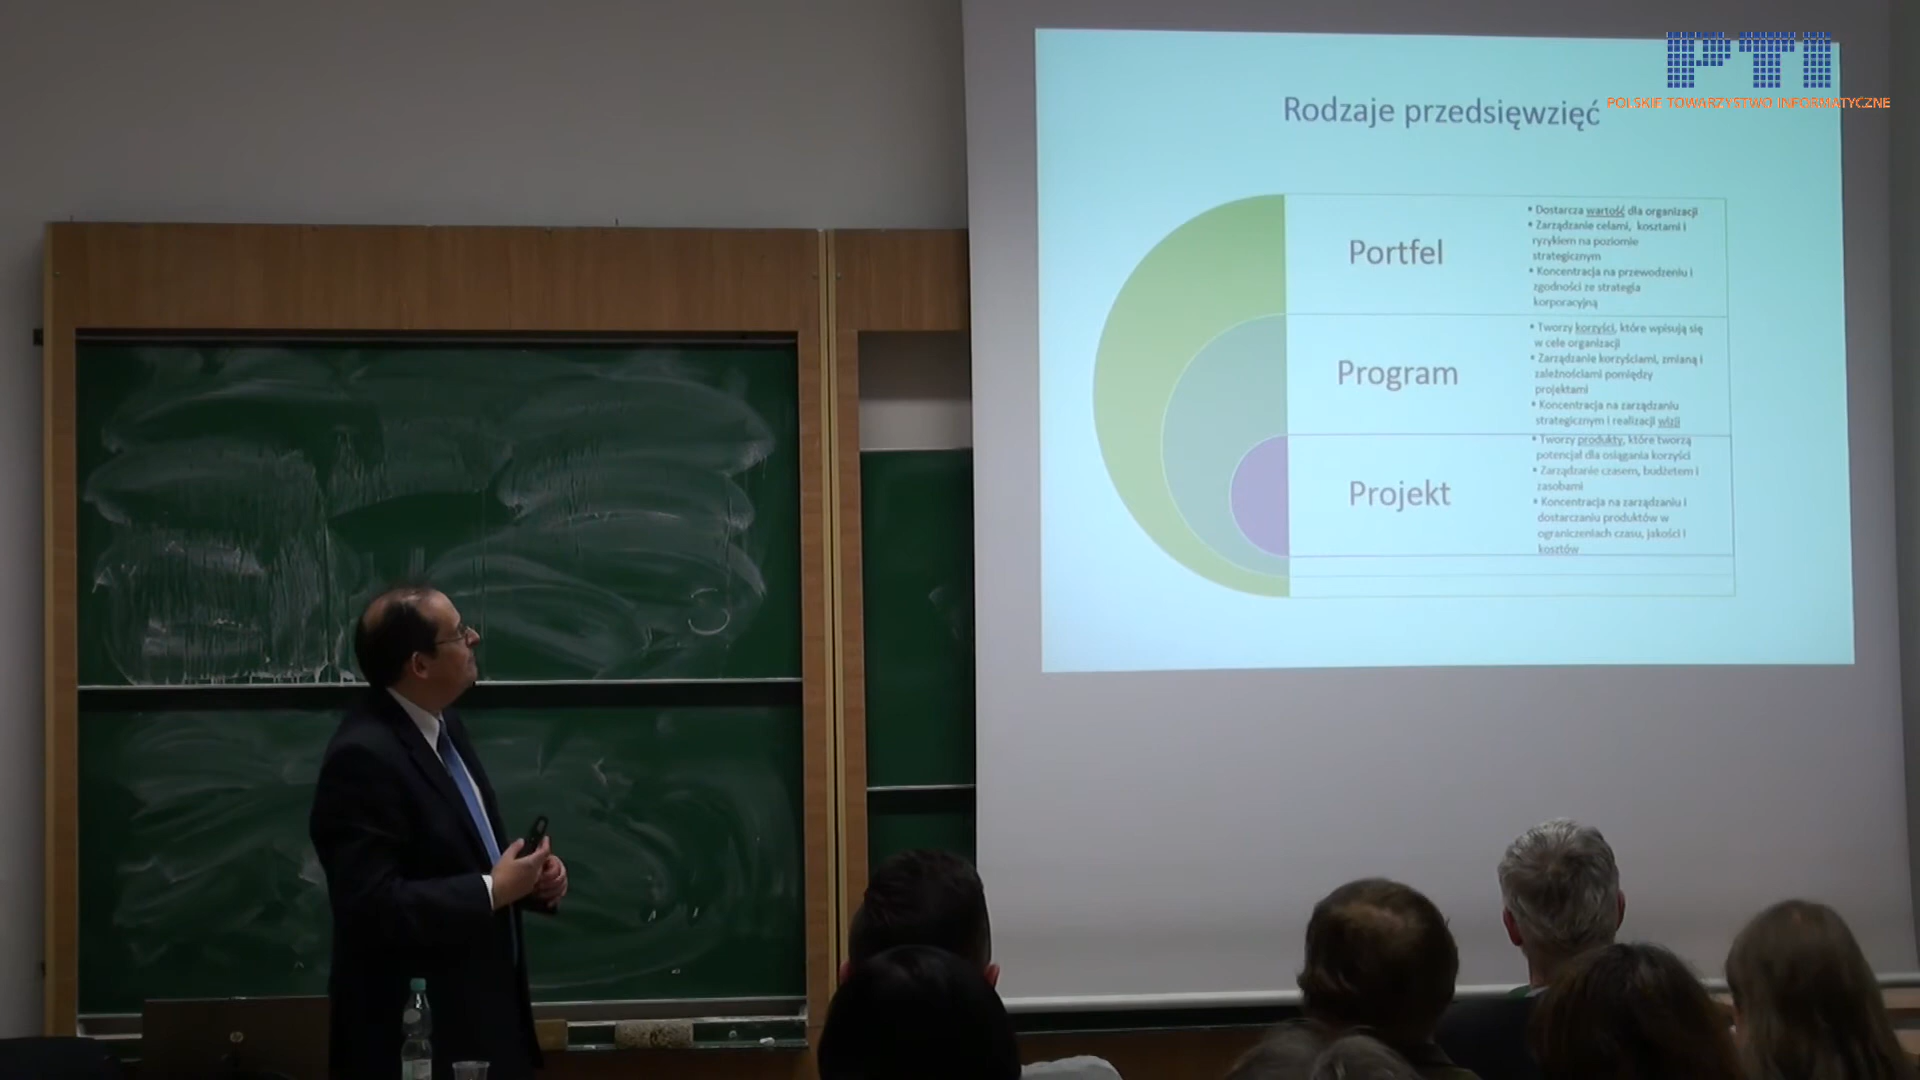 PTI
POLSKIE TOWARZYSTWO INFORMATYCZNE
Rodzaje przedsięwzięć
Portfel
• Dostarcza wartość dla organizacji
• Zarządzanie celami, kosztami i
ryzykiem na poziomie
strategicznym
• Koncentracja na przewodzeniu i
zgodności ze strategia
korporacyjną
Program
• Tworzy korzyści, które wpisują się
w cele organizacji
• Zarządzanie korzyściami, zmianą i
zależnościami pomiędzy
projektami
• Koncentracja na zarządzaniu
strategicznym i realizacji wizji
Projekt
• Tworzy produkty, które tworzą
potencjał dla osiągania korzyści
• Zarządzanie czasem, budżetem i
zasobami
• Koncentracja na zarządzaniu i
dostarczaniu produktów w
ograniczeniach czasu, jakości i
kosztów